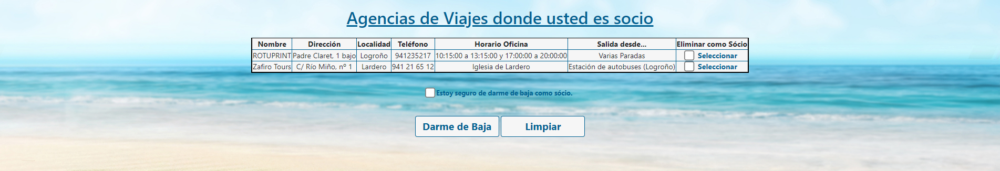 Agencias de Viajes donde usted es socio
Nombre Dirección Localidad Teléfono Horario Oficina Salida desde... Eliminar como Sócio
ROTUPRINT Padre Claret, 1 bajo Logroño 941235217 10:15:00 a 13:15:00 y 17:00:00 a 20:00:00 Varias Paradas Seleccionar
Zafiro Tours C/ Río Miño, nº 1 Lardero 941 21 65 12 Iglesia de Lardero Estación de autobuses (Logroño) Seleccionar
Estoy seguro de darme de baja como sócio.
Darme de Baja Limpiar